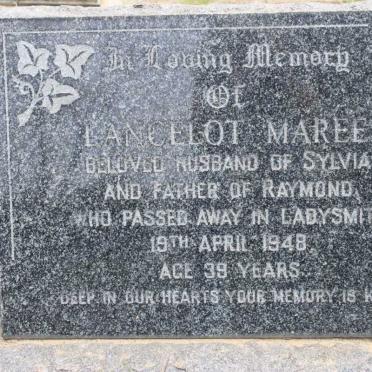 In Loving Memory
Of
LANCELOT MAREE
BELOVED HUSBAND OF SYLVIA
AND FATHER OF RAYMOND,
WHO PASSED AWAY IN LADYSMIT
19TH APRIL 1948.
AGE 39 YEARS.
DEEP IN OUR HEARTS YOUR MEMORY IS K